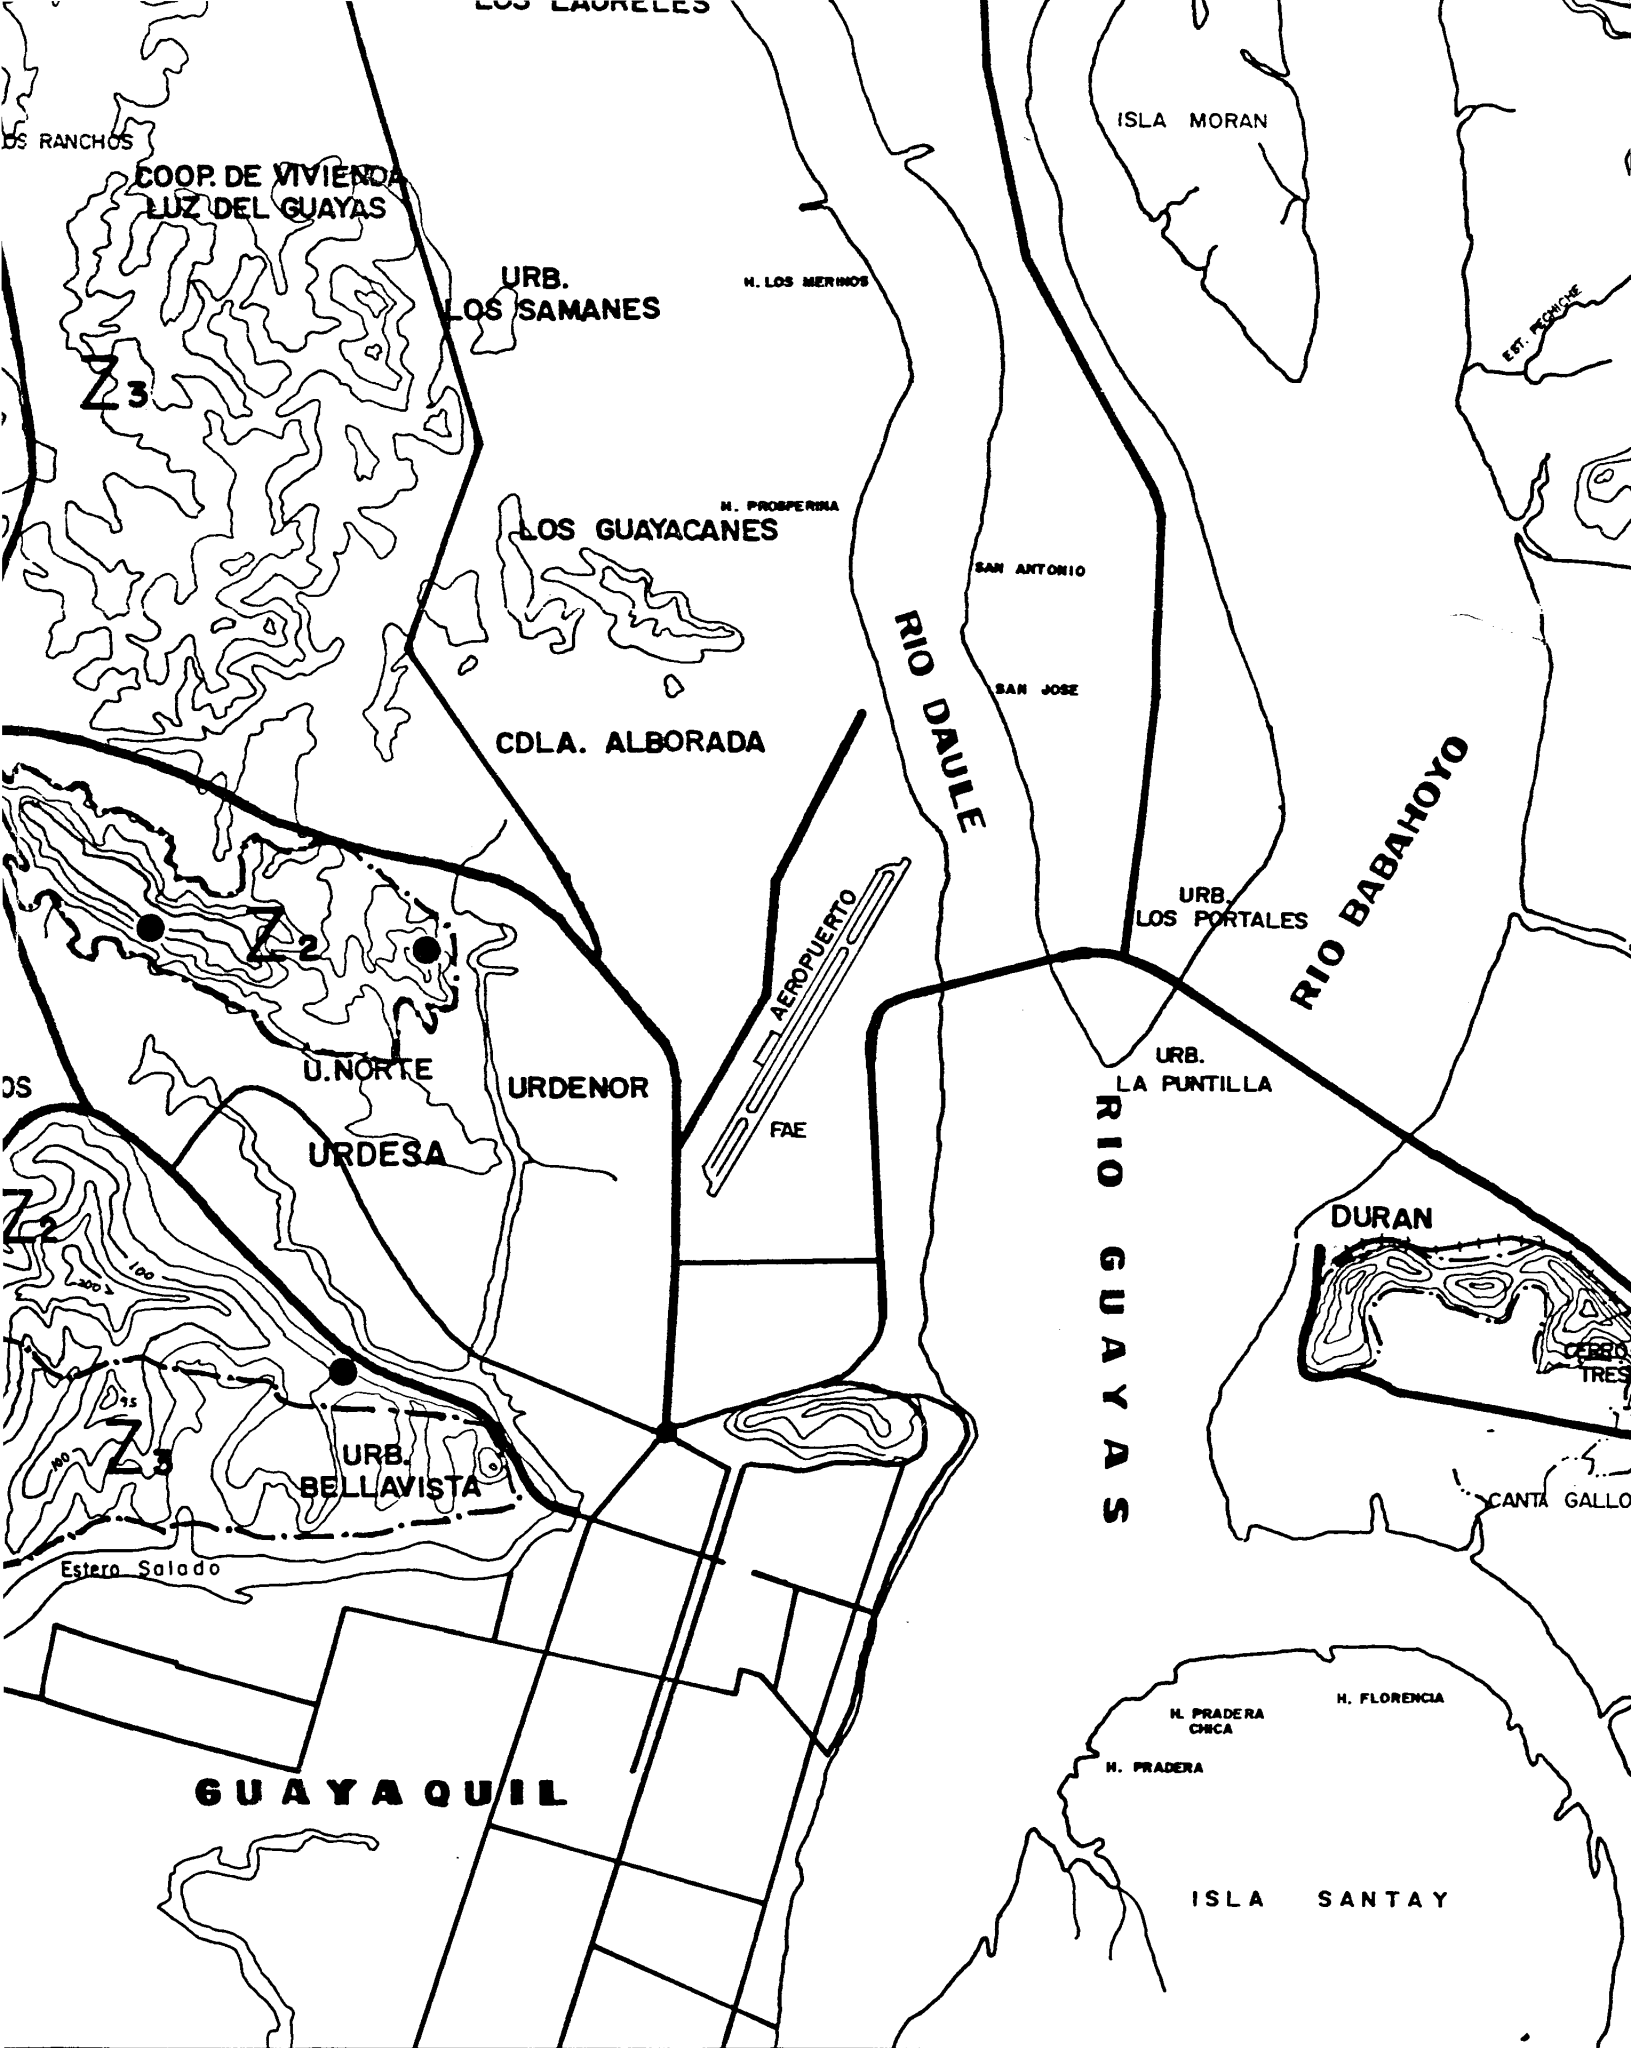 LOS LAURELES
ISLA MORAN
OS RANCHOS
COOP. DE VIVIENDA
LUZ DEL GUAYAS
URB.
LOS SAMANES
H. LOS MERINOS
EST. PECHICHE
Z3
H. PROSPERINA
LOS GUAYACANES
SAN ANTONIO
RIO DAULE
SAN JOSE
CDLA. ALBORADA
RIO BABAHOYO
URB.
LOS PORTALES
AEROPUERTO
Z2
U. NORTE
URDENOR
OS
URB.
LA PUNTILLA
FAE
URDESA
RIO GUAYAS
Z2
DURAN
100
200
CERRO
TRES
95
Z3
100
URB.
BELLAVISTA
CANTA GALLO
Estero Salado
H. FLORENCIA
H. PRADERA
CHICA
H. PRADERA
GUAYAQUIL
ISLA SANTAY